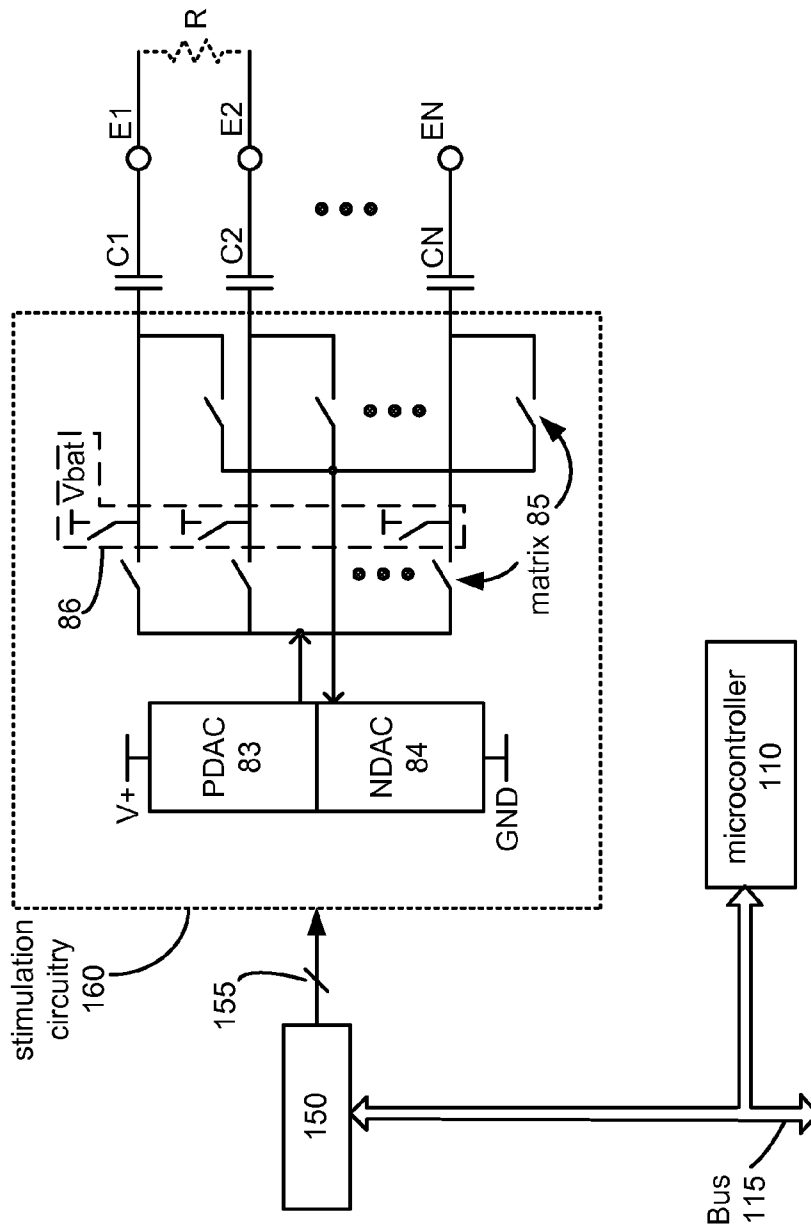 stimulation
circuitry
160
V+
PDAC
83
NDAC
84
GND
86
Vbat
matrix 85
C1
E1
R
C2
E2
CN
EN
155
150
Bus
115
microcontroller
110